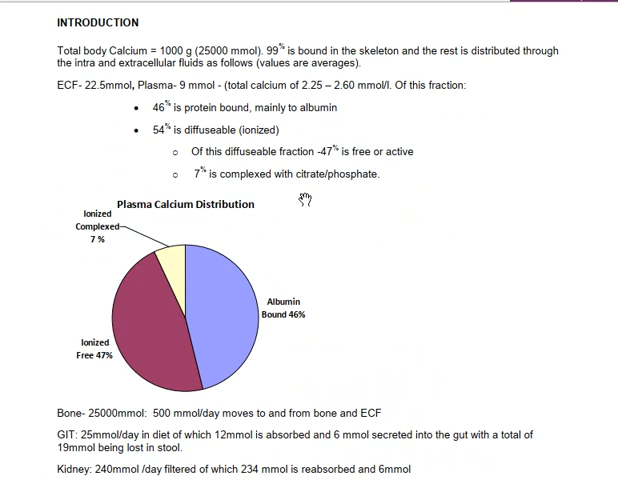 INTRODUCTION
Total body Calcium = 1000 g (25000 mmol). 99% is bound in the skeleton and the rest is distributed through
the intra and extracellular fluids as follows (values are averages).
ECF- 22.5mmol, Plasma- 9 mmol - (total calcium of 2.25 – 2.60 mmol/l. Of this fraction:
• 46% is protein bound, mainly to albumin
• 54% is diffuseable (ionized)
o Of this diffuseable fraction -47% is free or active
o 7% is complexed with citrate/phosphate.
Plasma Calcium Distribution
Ionized
Complexed
7 %
Albumin
Bound 46%
Ionized
Free 47%
Bone- 25000mmol: 500 mmol/day moves to and from bone and ECF
GIT: 25mmol/day in diet of which 12mmol is absorbed and 6 mmol secreted into the gut with a total of
19mmol being lost in stool.
Kidney: 240mmol /day filtered of which 234 mmol is reabsorbed and 6mmol